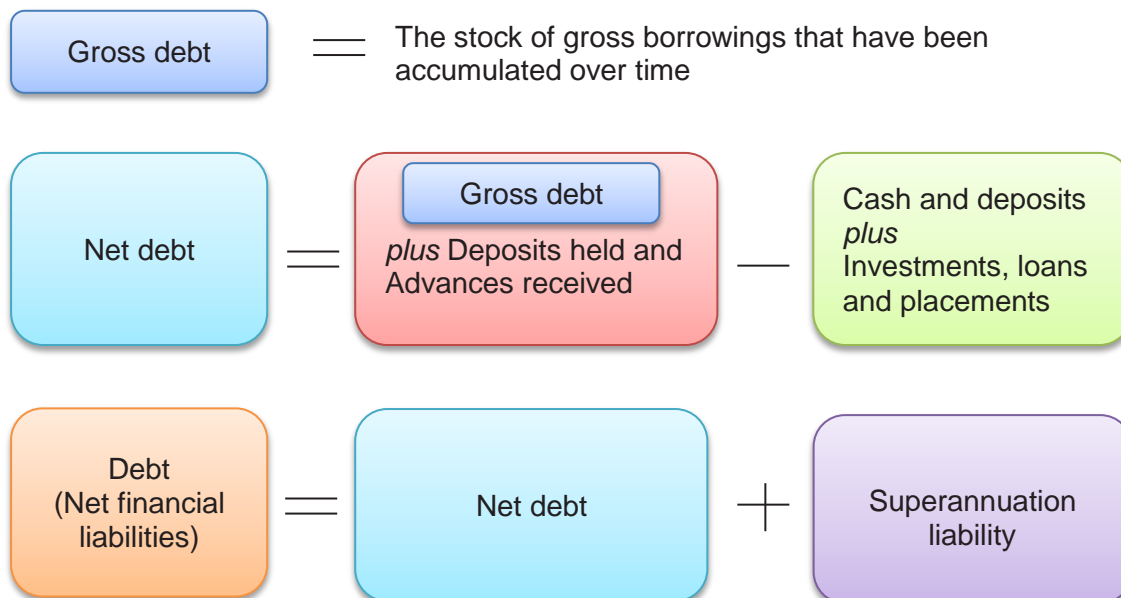 Gross debt
The stock of gross borrowings that have been
accumulated over time
Net debt
Gross debt
plus Deposits held and
Advances received
Cash and deposits
plus
Investments, loans
and placements
Debt
(Net financial
liabilities)
Net debt
Superannuation
liability